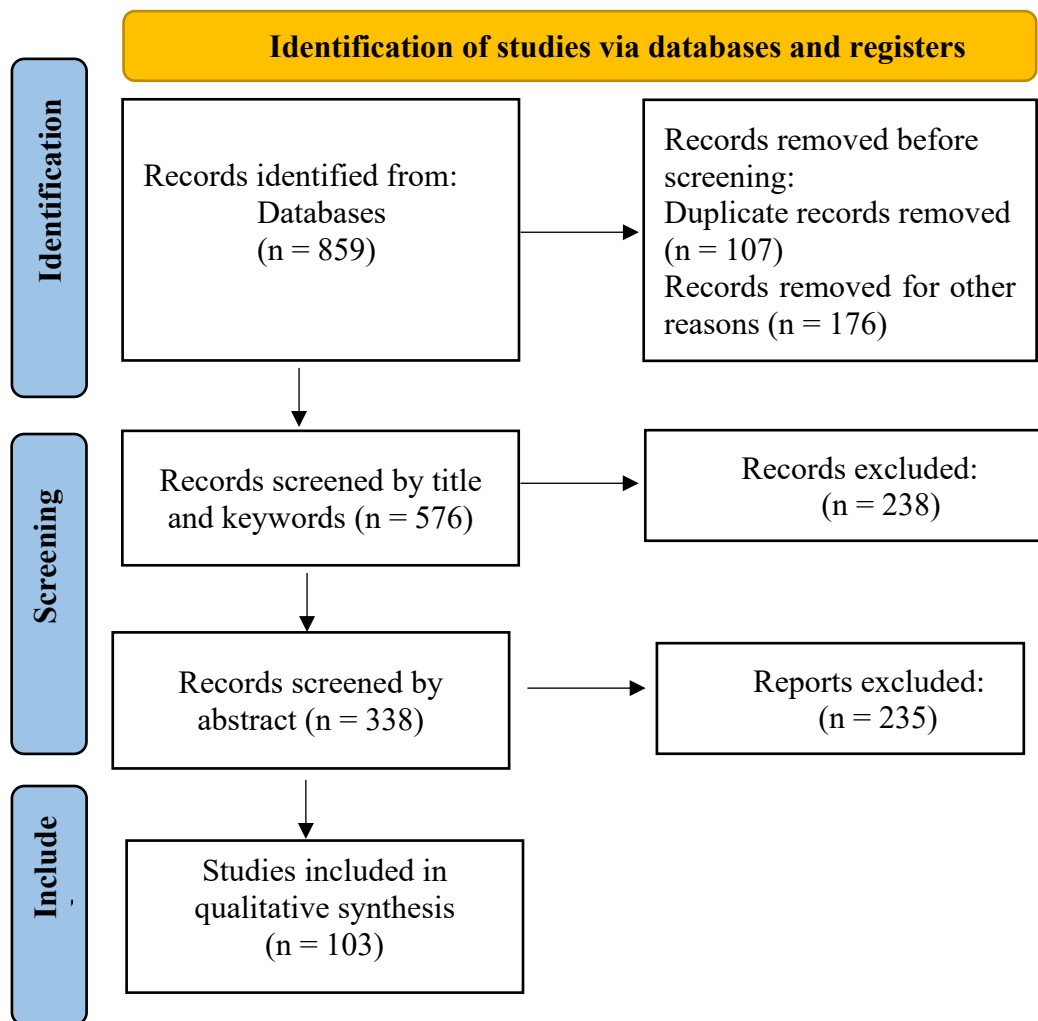 Identification of studies via databases and registers
Identification
Records identified from:
Databases
(n = 859)
Records removed before
screening:
Duplicate records removed
(n = 107)
Records removed for other
reasons (n = 176)
Screening
Records screened by title
and keywords (n = 576)
Records excluded:
(n = 238)
Records screened by
abstract (n = 338)
Reports excluded:
(n = 235)
Include
Studies included in
qualitative synthesis
(n = 103)